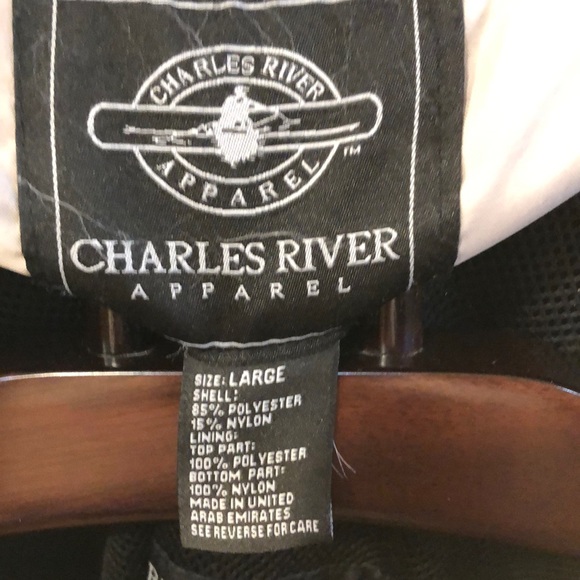 CHARLES RIVER
APPAREL
TM
CHARLES RIVER
APPAREL
SIZE: LARGE
SHELL:
85% POLYESTER
15% NYLON
LINING:
TOP PART:
100% POLYESTER
BOTTOM PART:
100% NYLON
MADE IN UNITED
ARAB EMIRATES
SEE REVERSE FOR CARE